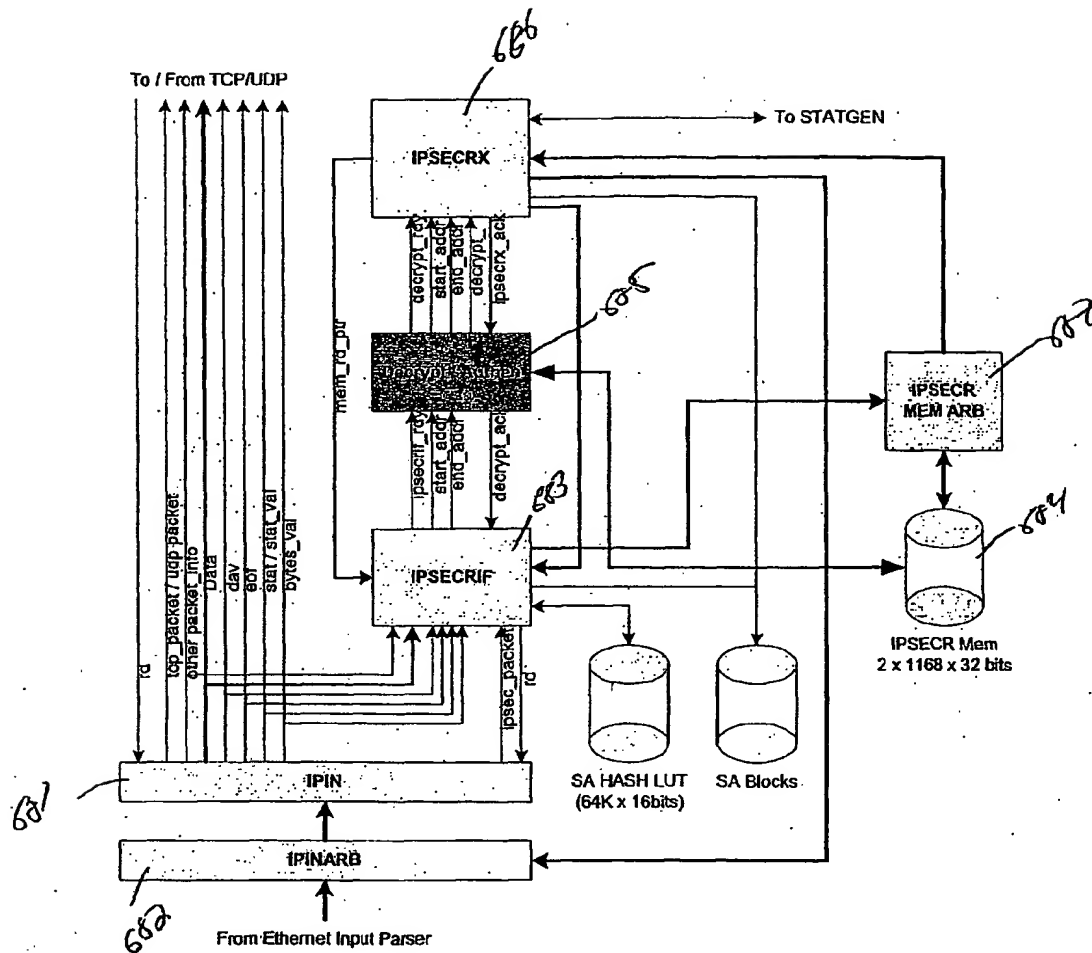 686
To / From TCP/UDP
To STATGEN
IPSECRX
decrypt_rdy
start_addr
end_addr
decrypt_
ipsecrx_ack
mem_rd_ptr
685
687
IPSECR
MEM ARB
ipsecrif_rdy
start_addr
end_addr
decrypt_ack
683
684
IPSECRIF
IPSECR Mem
2 x 1168 x 32 bits
rd
tcp_packet / udp packet
other packet_info
Data
dav
eof
stat / stat_val
bytes_val
ipsec_packet
rd
SA HASH LUT
(64K x 16bits)
SA Blocks
681
IPIN
IPINARB
682
From Ethernet Input Parser